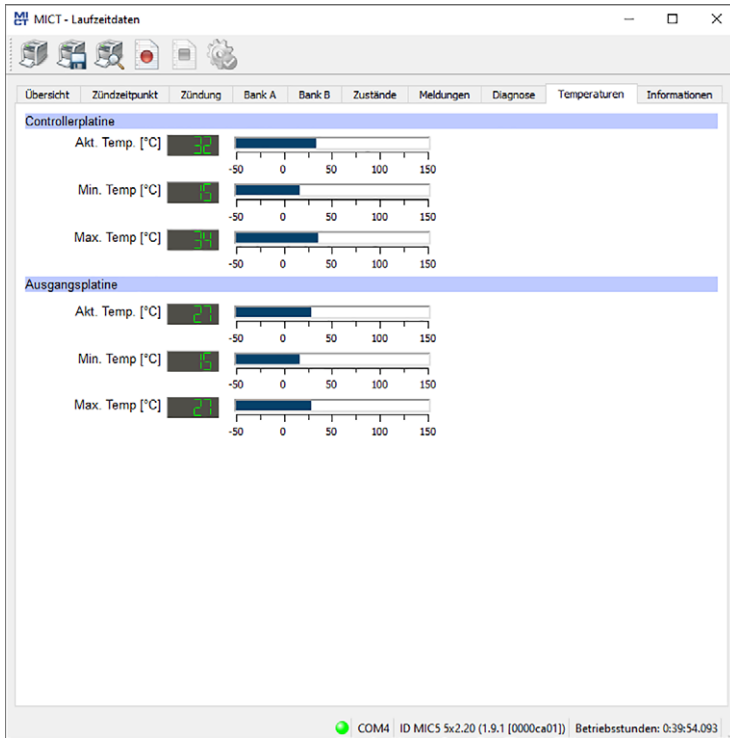 MICT MICT - Laufzeitdaten
Übersicht Zündzeitpunkt Zündung Bank A Bank B Zustände Meldungen Diagnose Temperaturen Informationen
Controllerplatine
Akt. Temp. [°C] 32
-50 0 50 100 150
Min. Temp [°C] 15
-50 0 50 100 150
Max. Temp [°C] 34
-50 0 50 100 150
Ausgangsplatine
Akt. Temp. [°C] 27
-50 0 50 100 150
Min. Temp [°C] 15
-50 0 50 100 150
Max. Temp [°C] 27
-50 0 50 100 150
COM4 ID MIC5 5x2.20 (1.9.1 [0000ca01]) Betriebsstunden: 0:39:54.093